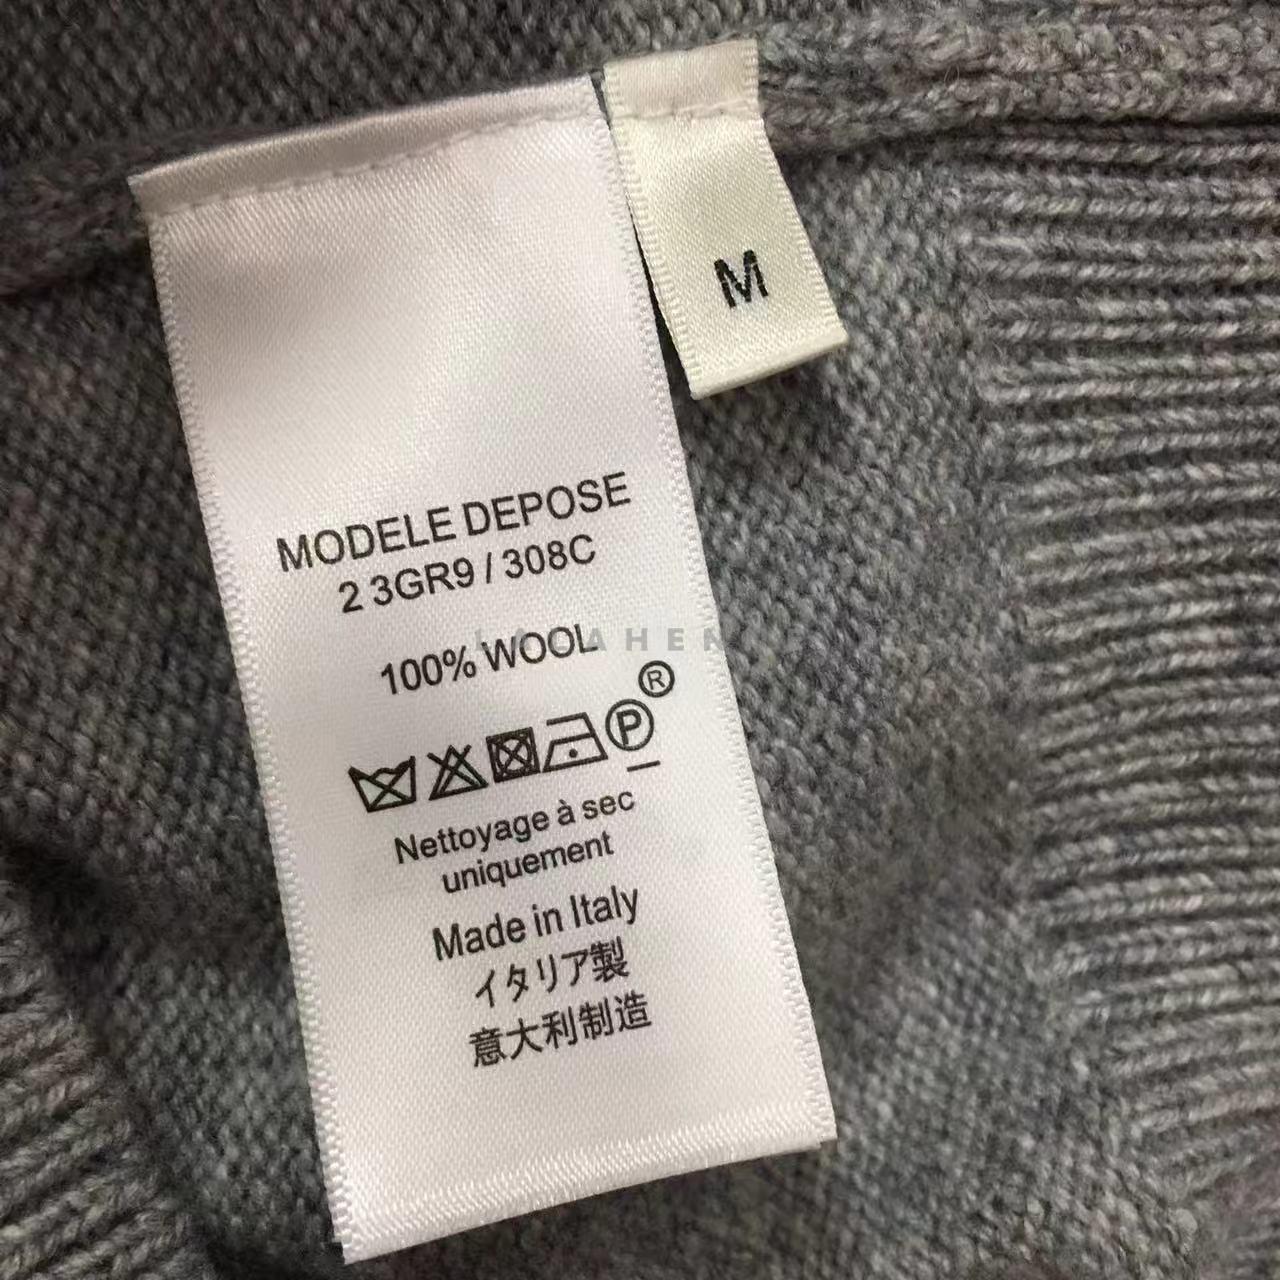 M
MODELE DEPOSE
2 3GR9 / 308C
100% WOOL
®
P
Nettoyage à sec
uniquement
Made in Italy
イタリア製
意大利制造